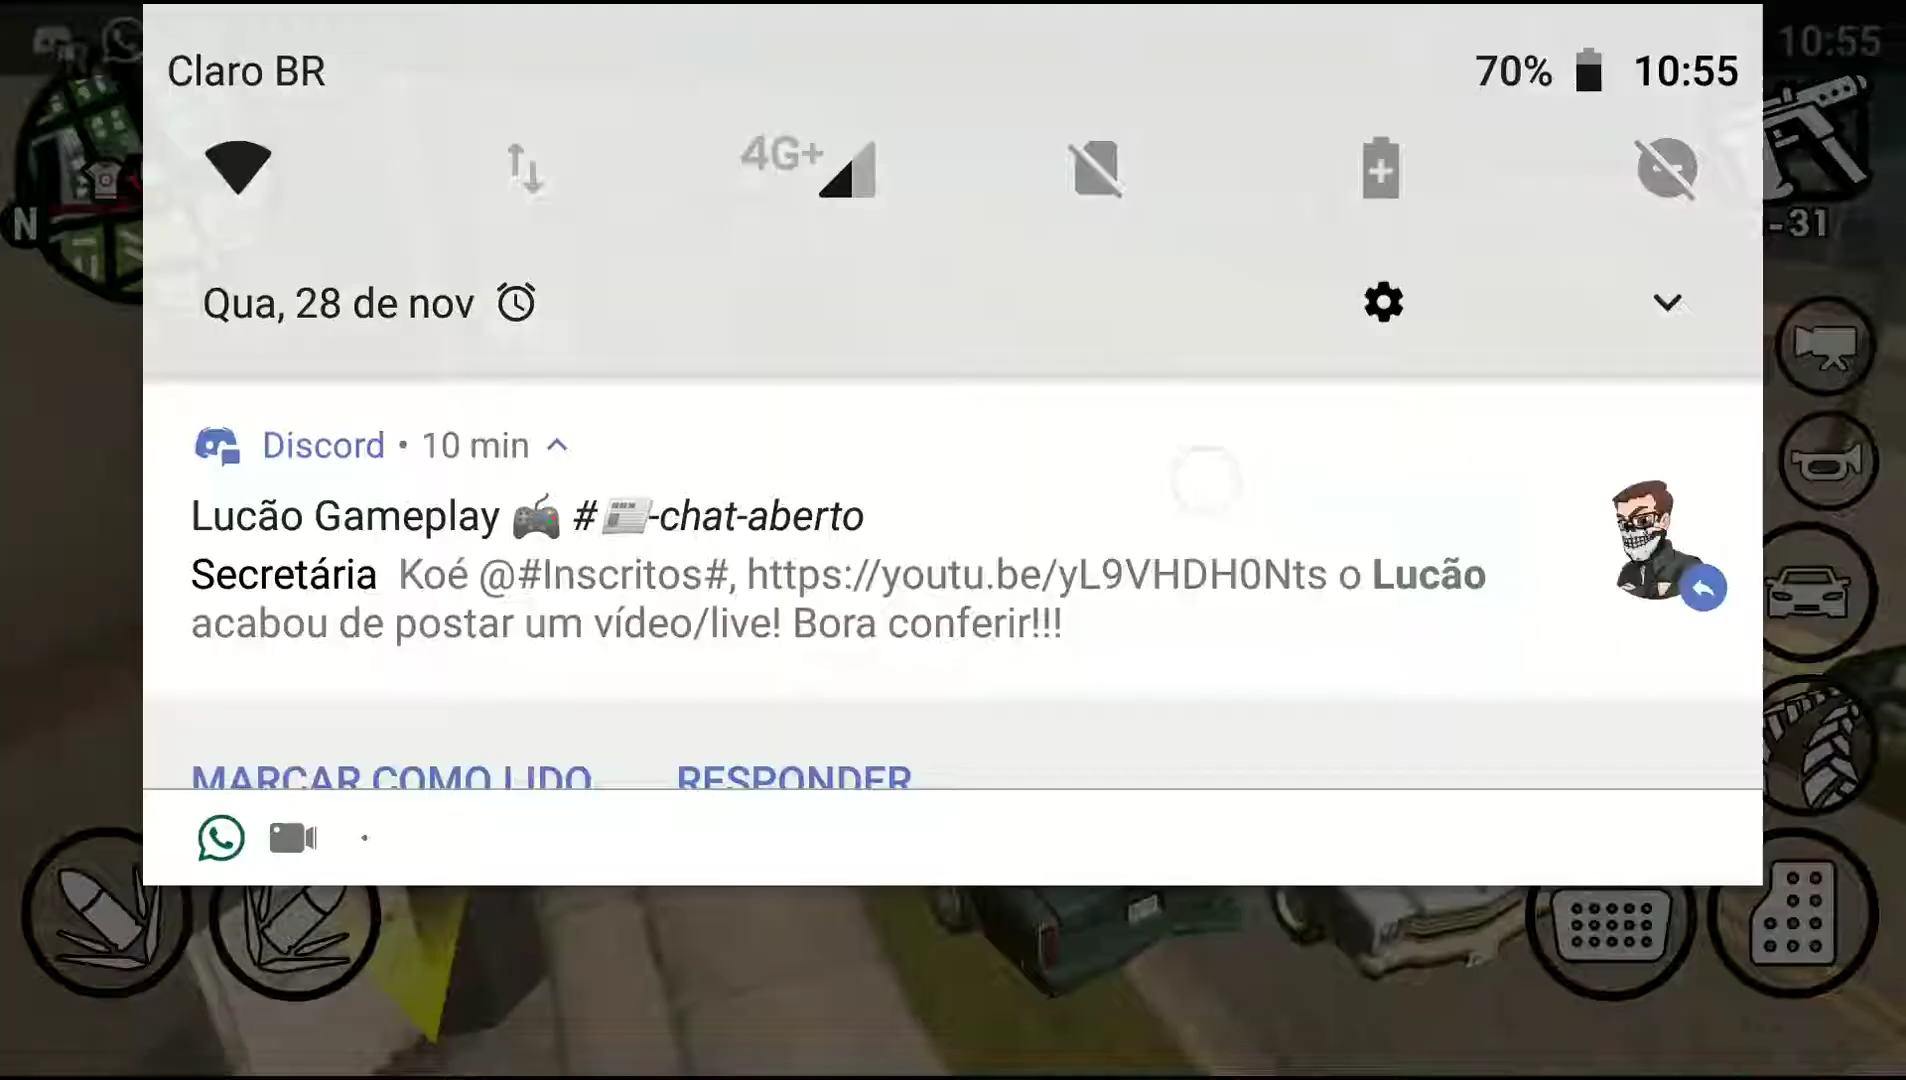 10:55
Claro BR
70% 10:55
4G+
N
-31
Qua, 28 de nov
Discord • 10 min
Lucão Gameplay 🎮 #📰-chat-aberto
Secretária Koé @#Inscritos#, https://youtu.be/yL9VHDH0Nts o Lucão
acabou de postar um vídeo/live! Bora conferir!!!
MARCAR COMO LIDO RESPONDER